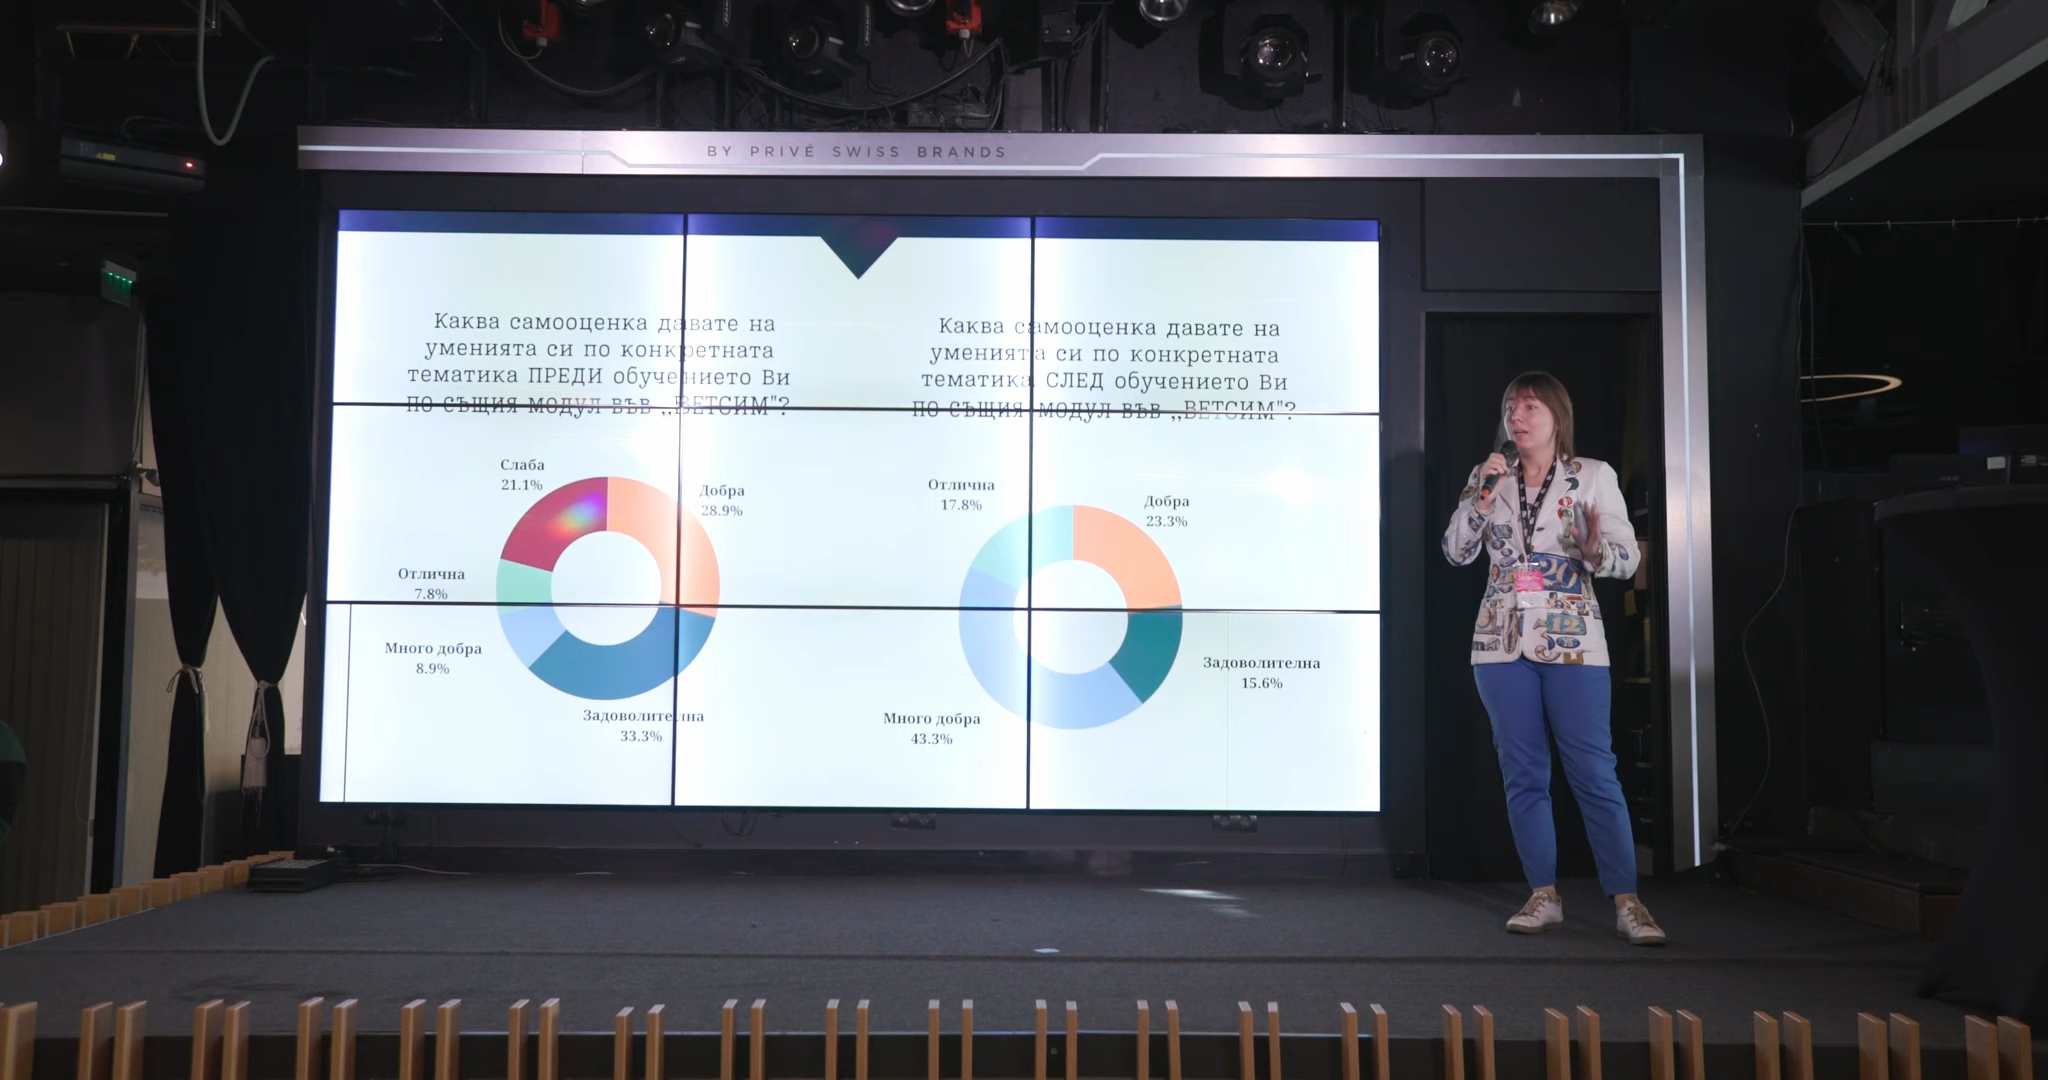 BY PRIVÉ SWISS BRANDS
Каква самооценка давате на
уменията си по конкретната
тематика ПРЕДИ обучението Ви
по същия модул във ,,ВЕТСИМ"?
Слаба
21.1%
Добра
28.9%
Отлична
7.8%
Много добра
8.9%
Задоволителна
33.3%
Каква самооценка давате на
уменията си по конкретната
тематика СЛЕД обучението Ви
по същия модул във ,,ВЕТСИМ"?
Отлична
17.8%
Добра
23.3%
Задоволителна
15.6%
Много добра
43.3%
20
12